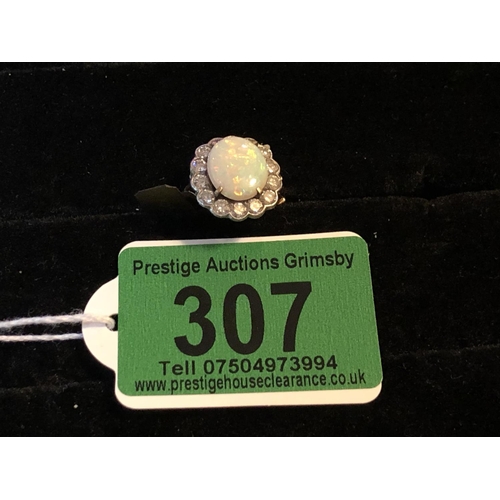 Prestige Auctions Grimsby
307
Tell 07504973994
www.prestigehouseclearance.co.uk